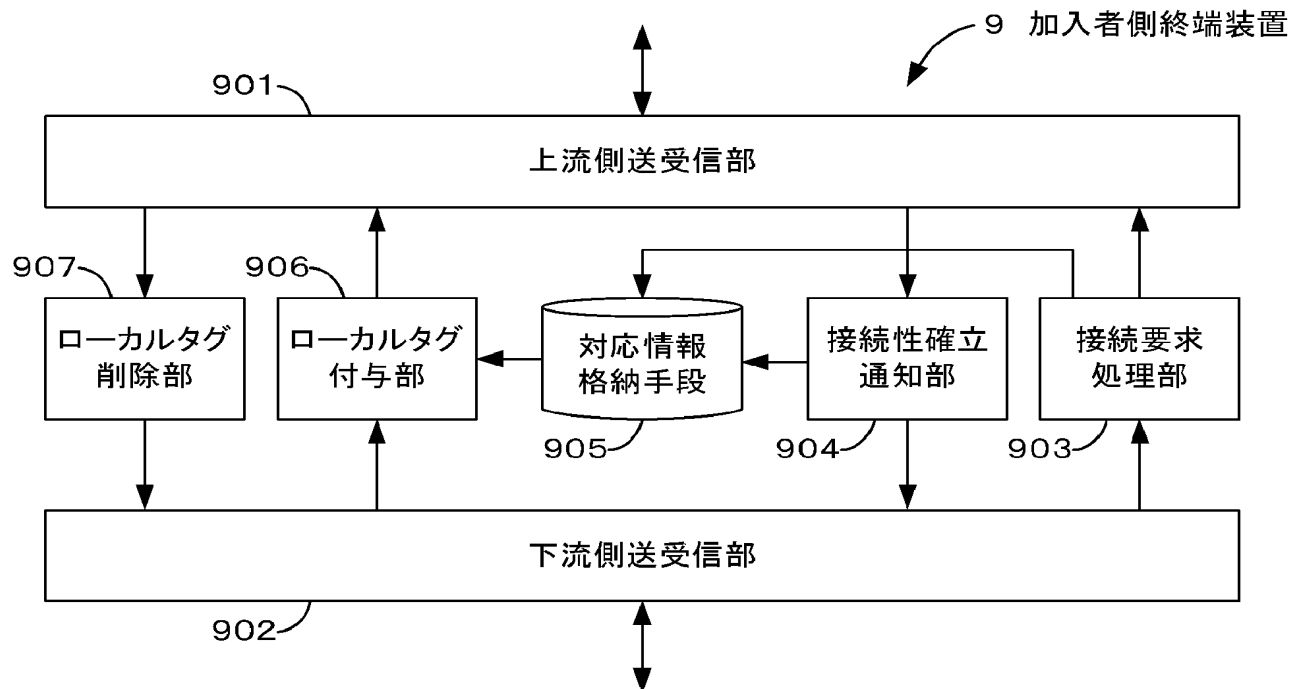 9 加入者側終端装置
901
上流側送受信部
907
906
ローカルタグ
削除部
ローカルタグ
付与部
対応情報
格納手段
接続性確立
通知部
接続要求
処理部
905
904
903
下流側送受信部
902